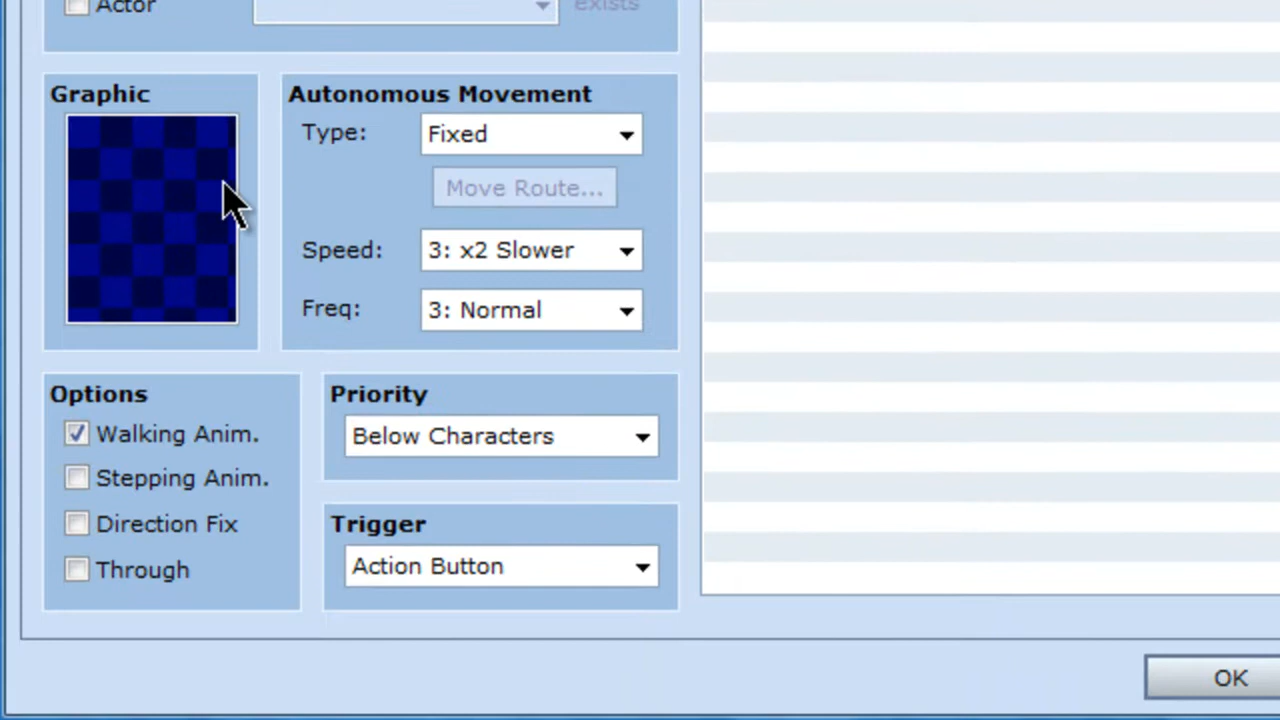 Actor
exists
Graphic
Autonomous Movement
Type: Fixed
Move Route...
Speed: 3: x2 Slower
Freq: 3: Normal
Options
Priority
Walking Anim.
Below Characters
Stepping Anim.
Direction Fix
Trigger
Through
Action Button
OK